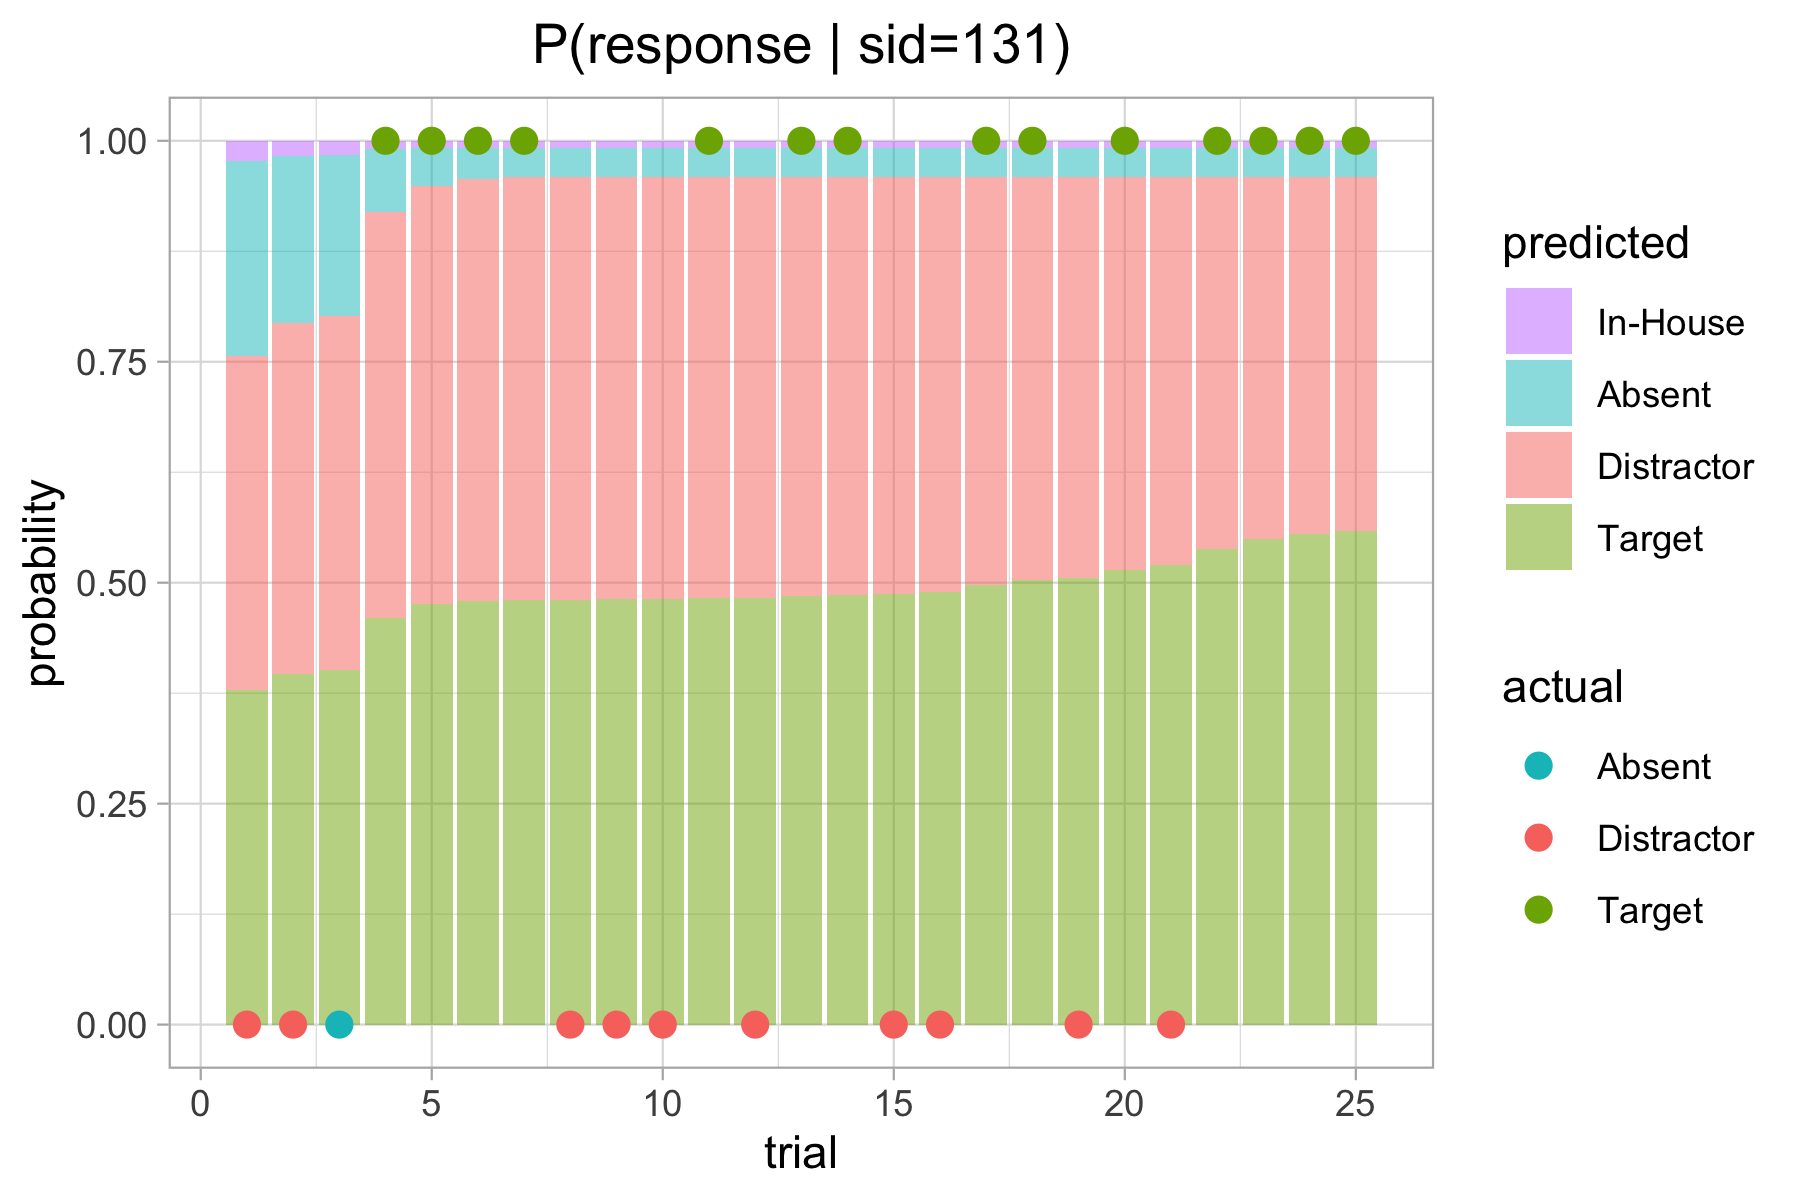 P(response | sid=131)
1.00
0.75
0.50
0.25
0.00
probability
0 5 10 15 20 25
trial
predicted
In-House
Absent
Distractor
Target
actual
Absent
Distractor
Target